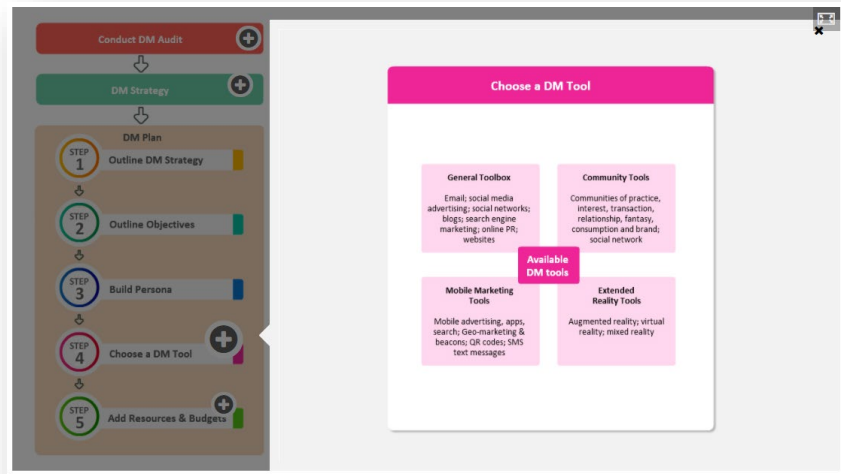 Conduct DM Audit
DM Strategy
DM Plan
STEP
1
Outline DM Strategy
STEP
2
Outline Objectives
STEP
3
Build Persona
STEP
4
Choose a DM Tool
STEP
5
Add Resources & Budgets
Choose a DM Tool
General Toolbox
Email; social media
advertising; social networks;
blogs; search engine
marketing; online PR;
websites
Community Tools
Communities of practice,
interest, transaction,
relationship, fantasy,
consumption and brand;
social network
Available
DM tools
Mobile Marketing
Tools
Mobile advertising, apps,
search; Geo-marketing &
beacons; QR codes; SMS
text messages
Extended
Reality Tools
Augmented reality; virtual
reality; mixed reality